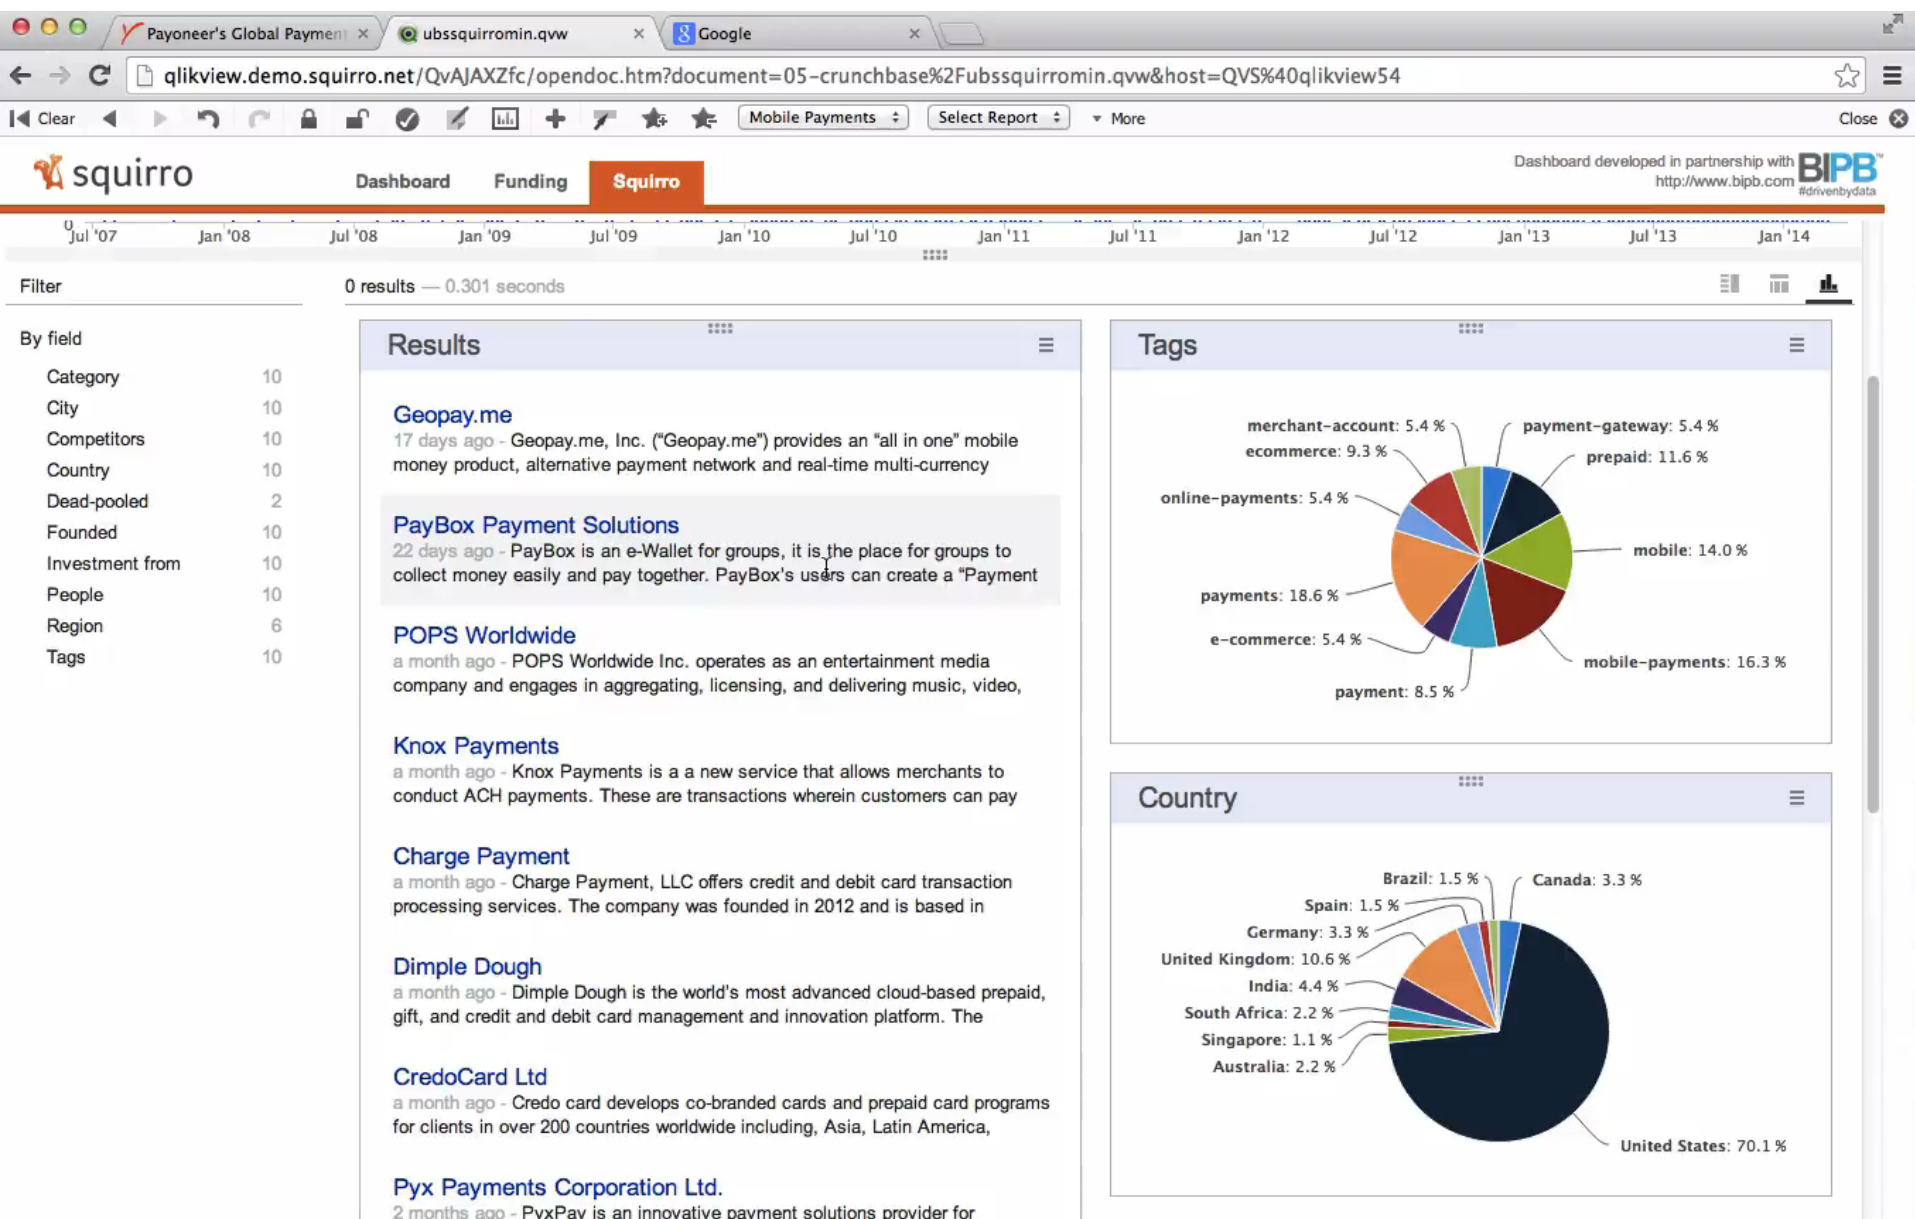 Payoneer's Global Paymen
ubssquirromin.qvw
Google
qlikview.demo.squirro.net/QvAJAXZfc/opendoc.htm?document=05-crunchbase%2Fubssquirromin.qvw&host=QVS%40qlikview54
Clear
Mobile Payments
Select Report
More
Close
squirro
Dashboard
Funding
Squirro
Dashboard developed in partnership with
http://www.bipb.com
BIPB™
#drivenbydata
0
Jul '07
Jan '08
Jul '08
Jan '09
Jul '09
Jan '10
Jul '10
Jan '11
Jul '11
Jan '12
Jul '12
Jan '13
Jul '13
Jan '14
Filter
0 results — 0.301 seconds
By field
Category 10
City 10
Competitors 10
Country 10
Dead-pooled 2
Founded 10
Investment from 10
People 10
Region 6
Tags 10
Results
Geopay.me
17 days ago - Geopay.me, Inc. (“Geopay.me”) provides an “all in one” mobile
money product, alternative payment network and real-time multi-currency
PayBox Payment Solutions
22 days ago - PayBox is an e-Wallet for groups, it is the place for groups to
collect money easily and pay together. PayBox's users can create a “Payment
POPS Worldwide
a month ago - POPS Worldwide Inc. operates as an entertainment media
company and engages in aggregating, licensing, and delivering music, video,
Knox Payments
a month ago - Knox Payments is a a new service that allows merchants to
conduct ACH payments. These are transactions wherein customers can pay
Charge Payment
a month ago - Charge Payment, LLC offers credit and debit card transaction
processing services. The company was founded in 2012 and is based in
Dimple Dough
a month ago - Dimple Dough is the world's most advanced cloud-based prepaid,
gift, and credit and debit card management and innovation platform. The
CredoCard Ltd
a month ago - Credo card develops co-branded cards and prepaid card programs
for clients in over 200 countries worldwide including, Asia, Latin America,
Pyx Payments Corporation Ltd.
2 months ago - PyxPay is an innovative payment solutions provider for
Tags
merchant-account: 5.4 %
payment-gateway: 5.4 %
ecommerce: 9.3 %
prepaid: 11.6 %
online-payments: 5.4 %
mobile: 14.0 %
payments: 18.6 %
e-commerce: 5.4 %
mobile-payments: 16.3 %
payment: 8.5 %
Country
Brazil: 1.5 %
Canada: 3.3 %
Spain: 1.5 %
Germany: 3.3 %
United Kingdom: 10.6 %
India: 4.4 %
South Africa: 2.2 %
Singapore: 1.1 %
Australia: 2.2 %
United States: 70.1 %